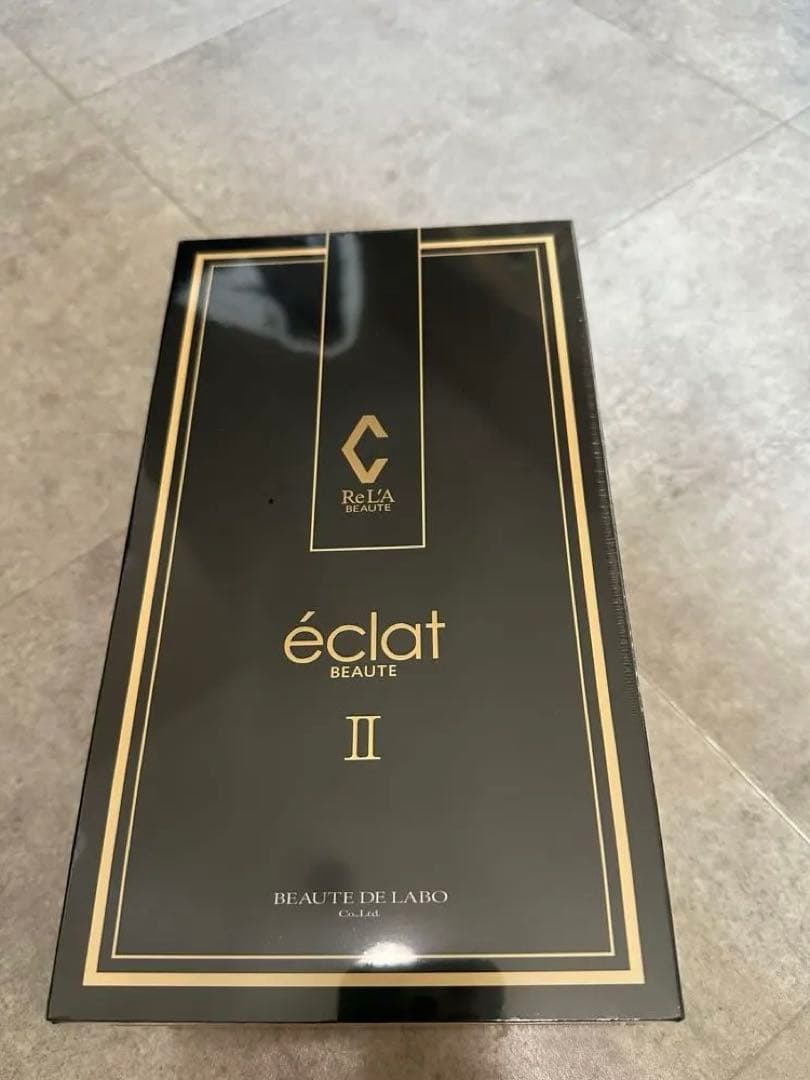 ReL'A
BEAUTE
éclat
BEAUTE
II
BEAUTE DE LABO
Co.,Ltd.